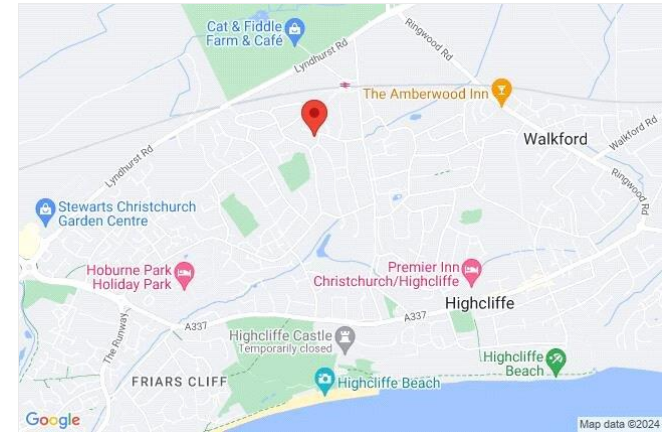 Cat & Fiddle
Farm & Café
Ringwood Rd
Lyndhurst Rd
The Amberwood Inn
Walkford
Walkford Rd
Ringwood Rd
Lyndhurst Rd
Stewarts Christchurch
Garden Centre
Hoburne Park
Holiday Park
Premier Inn
Christchurch/Highcliffe
Highcliffe
A337
A337
The Runway
Highcliffe Castle
Temporarily closed
Highcliffe
Beach
FRIARS CLIFF
Highcliffe Beach
Google
Map data ©2024